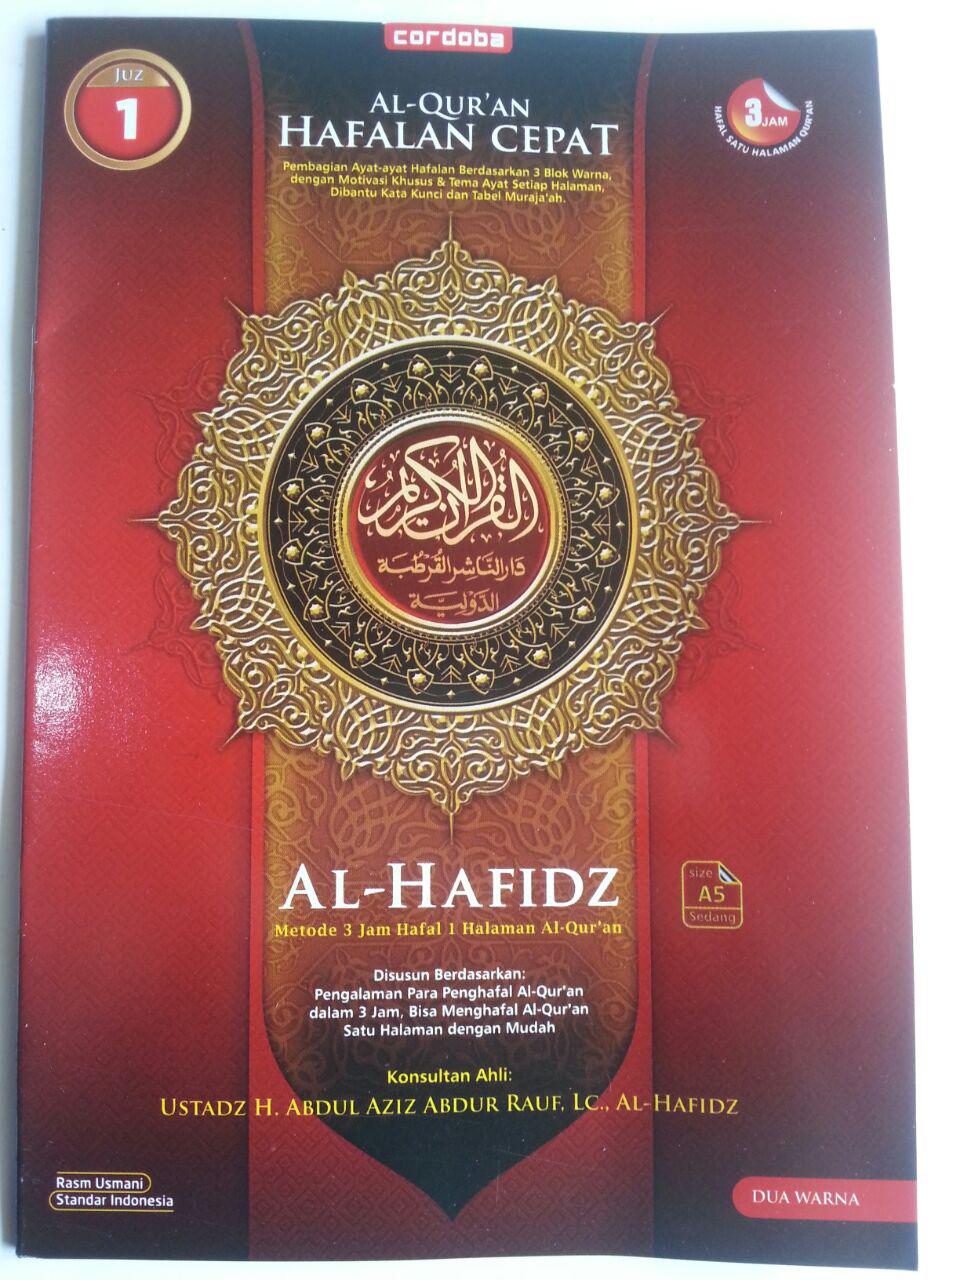 cordoba
Juz
1
AL-QUR'AN
HAFALAN CEPAT
Pembagian Ayat-ayat Hafalan Berdasarkan 3 Blok Warna,
dengan Motivasi Khusus & Tema Ayat Setiap Halaman,
Dibantu Kata Kunci dan Tabel Muraja'ah.
3 JAM
HAFAL SATU HALAMAN QUR'AN
القرآن الكريم
دَارالنَّاشرالقُرْطُبَة
الدَّوْلِيَّة
AL-HAFIDZ
Metode 3 Jam Hafal 1 Halaman Al-Qur'an
size
A5
Sedang
Disusun Berdasarkan:
Pengalaman Para Penghafal Al-Qur'an
dalam 3 Jam, Bisa Menghafal Al-Qur'an
Satu Halaman dengan Mudah
Konsultan Ahli:
USTADZ H. ABDUL AZIZ ABDUR RAUF, LC., AL-HAFIDZ
Rasm Usmani
Standar Indonesia
DUA WARNA